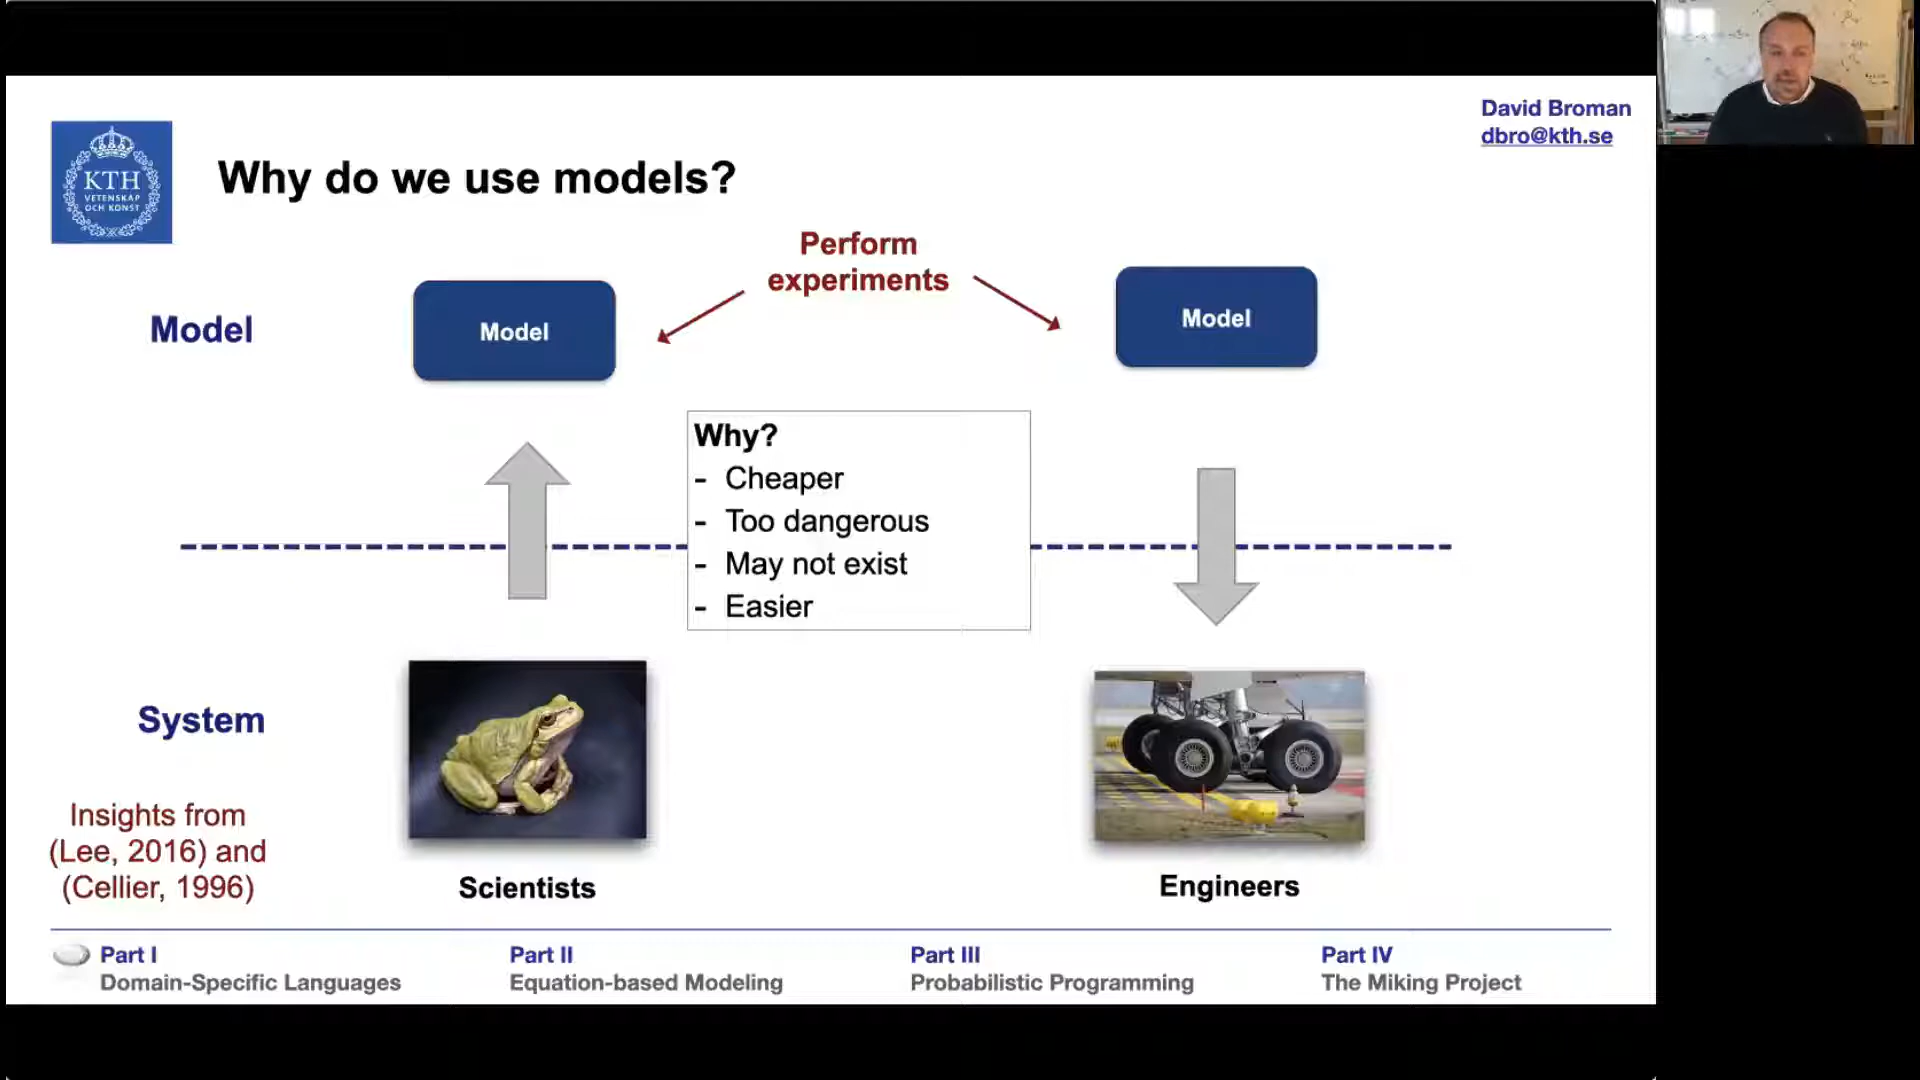 David Broman
dbro@kth.se
KTH
VETENSKAP
OCH KONST
Why do we use models?
Perform
experiments
Model
Model
Model
Why?
- Cheaper
- Too dangerous
- May not exist
- Easier
System
Insights from
(Lee, 2016) and
(Cellier, 1996)
Scientists
Engineers
Part I
Domain-Specific Languages
Part II
Equation-based Modeling
Part III
Probabilistic Programming
Part IV
The Miking Project